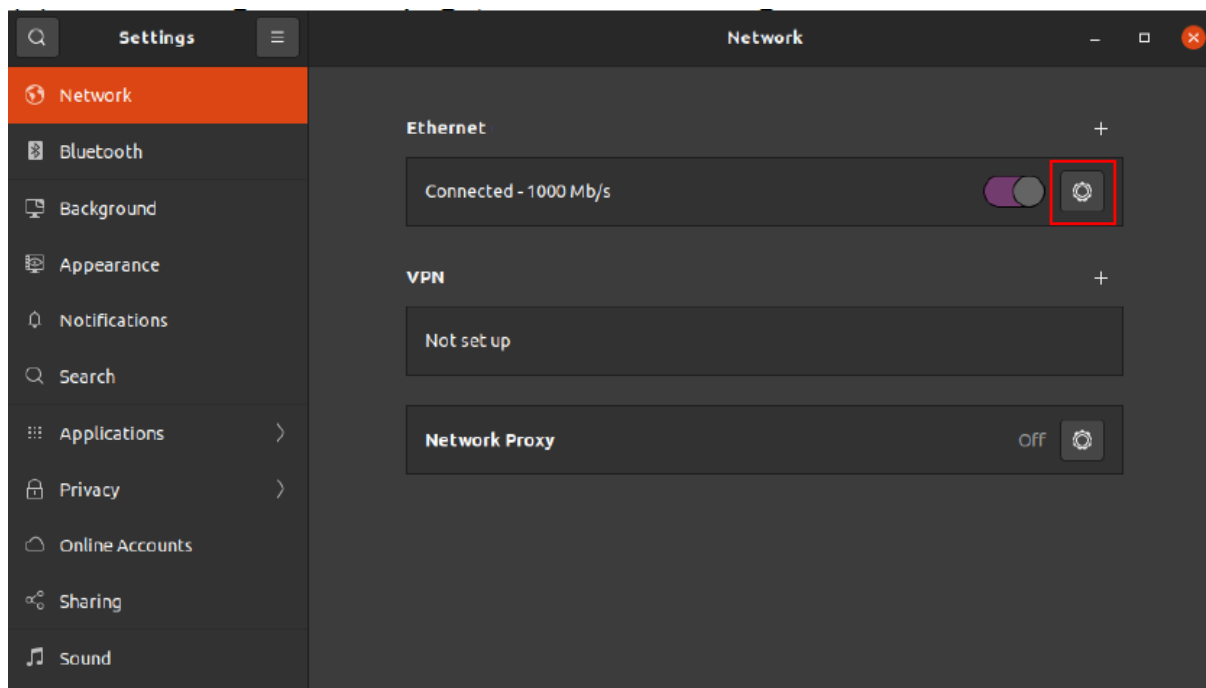 Settings
Network
Network
Bluetooth
Background
Appearance
Notifications
Search
Applications
Privacy
Online Accounts
Sharing
Sound
Ethernet
Connected - 1000 Mb/s
VPN
Not set up
Network Proxy
Off